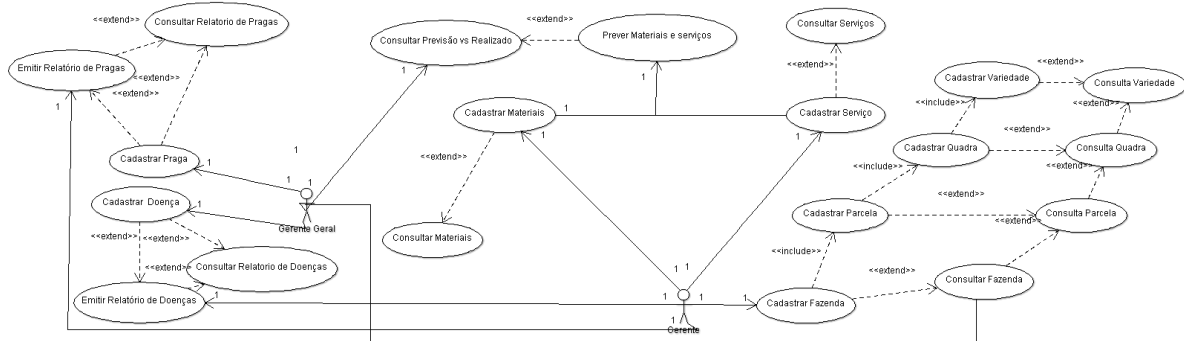 <<extend>>
Consultar Relatorio de Pragas
Emitir Relatório de Pragas
<<extend>>
<<extend>>
1
Cadastrar Praga
1
1
1
1
Cadastrar Doença
1
Gerente Geral
<<extend>>
<<extend>>
Consultar Relatorio de Doenças
<<extend>>
Emitir Relatório de Doenças
1
Consultar Previsão vs Realizado
1
<<extend>>
Prever Materiais e serviços
1
Consultar Serviços
<<extend>>
Cadastrar Materiais
1
1
Cadastrar Serviço
1
1
<<extend>>
Consultar Materiais
1
1
1
1
1
Gerente
1
Cadastrar Fazenda
<<extend>>
Consultar Fazenda
<<include>>
<<extend>>
Cadastrar Parcela
<<extend>>
Consulta Parcela
<<include>>
<<extend>>
Cadastrar Quadra
<<extend>>
Consulta Quadra
<<include>>
<<extend>>
Cadastrar Variedade
<<extend>>
Consulta Variedade